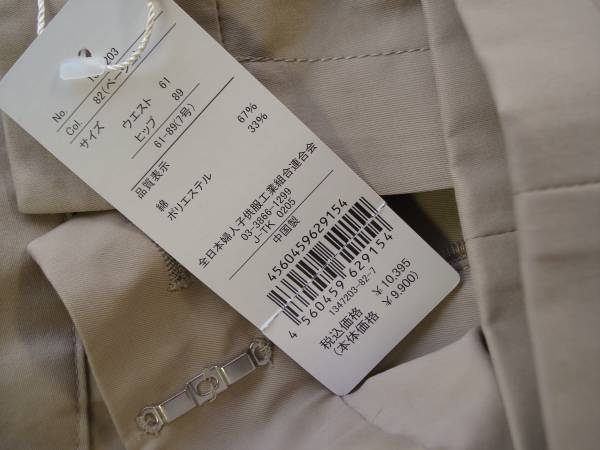 No.
203
Col. 82(ベー
サイズ ウエスト 61
ヒップ 89
61-89(7号)
品質表示
綿 67%
ポリエステル 33%
全日本婦人子供服工業組合連合会
03-3866-1299
J-TK 0205
中国製
4560459629154
4 560459 629154
1347203-82-7
税込価格 ￥10,395
(本体価格 ￥9,900)